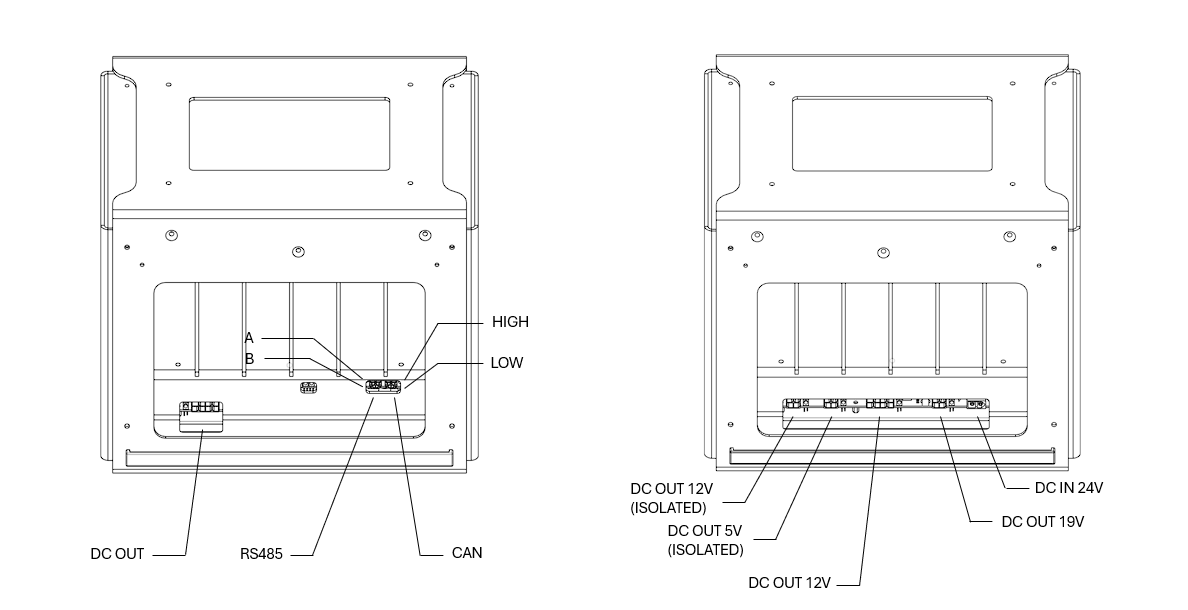 HIGH
A
B
LOW
DC OUT
RS485
CAN
DC OUT 12V
(ISOLATED)
DC OUT 5V
(ISOLATED)
DC OUT 12V
DC OUT 19V
DC IN 24V